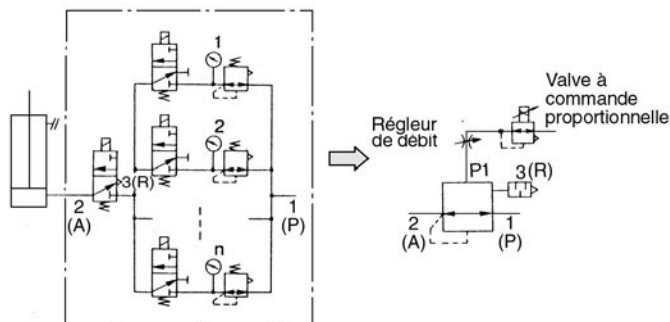 1
2
n
3(R)
2
(A)
1
(P)
Régleur
de débit
Valve à
commande
proportionnelle
P1
3(R)
2
(A)
1
(P)